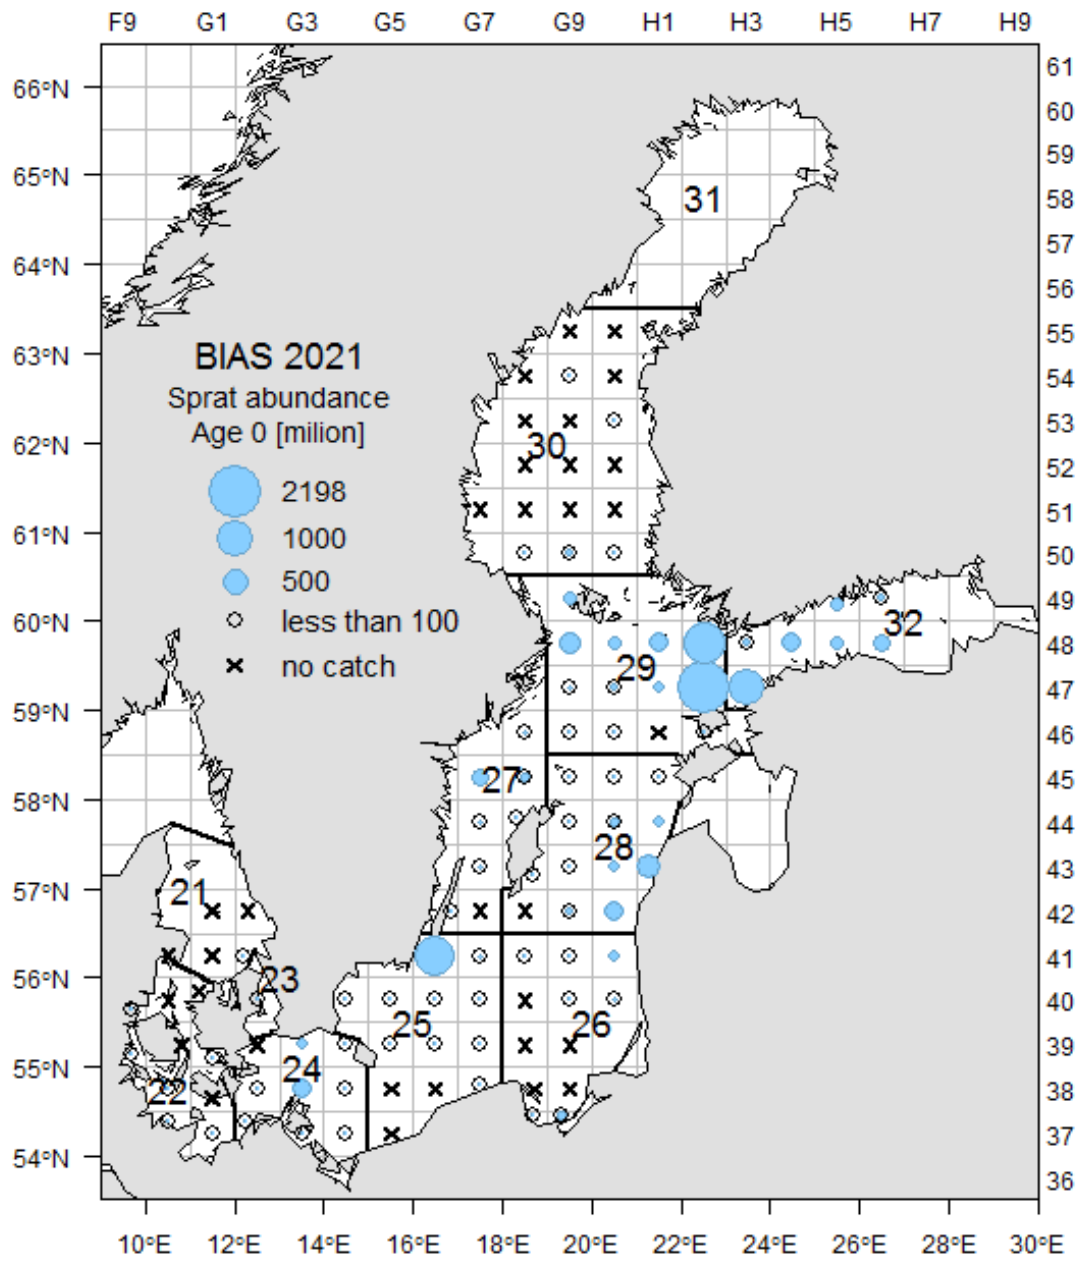 F9 G1 G3 G5 G7 G9 H1 H3 H5 H7 H9
66°N 61
60
65°N 59
31 58
64°N 57
56
BIAS 2021 55
63°N 54
Sprat abundance
Age 0 [milion] 53
62°N 30 52
2198 51
61°N 1000 50
500 49
60°N less than 100 32 48
no catch 29 47
59°N 46
27 45
58°N 44
28 43
57°N 21 42
41
56°N 23 40
25 26 39
55°N 24 38
22 37
54°N 36
10°E 12°E 14°E 16°E 18°E 20°E 22°E 24°E 26°E 28°E 30°E